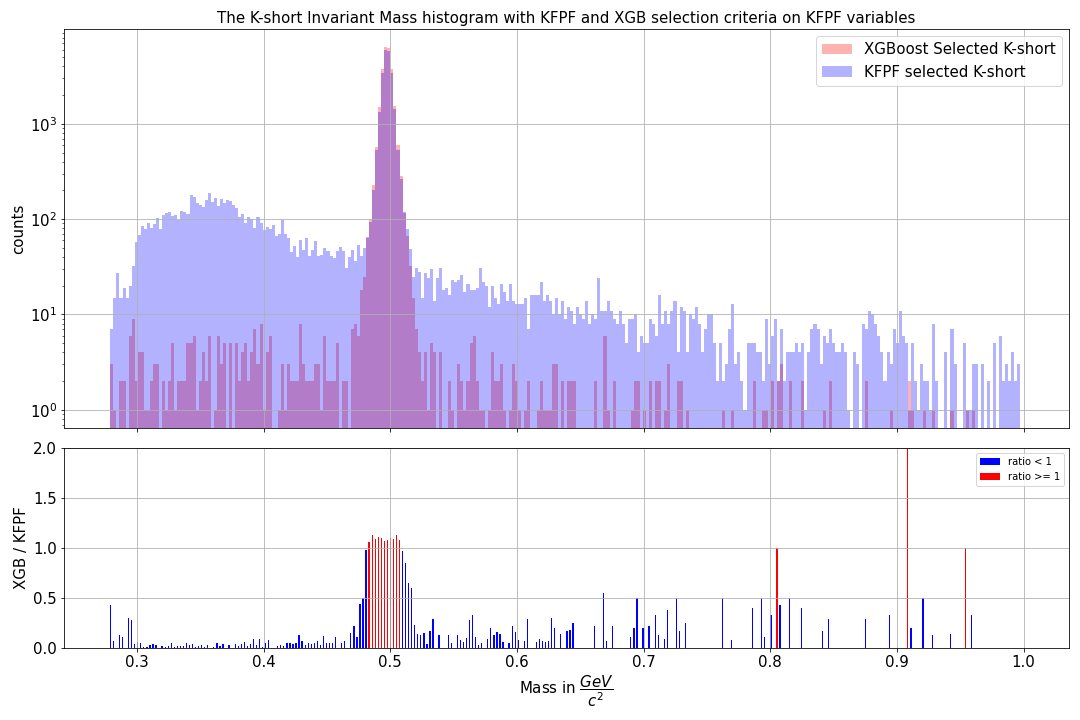 The K-short Invariant Mass histogram with KFPF and XGB selection criteria on KFPF variables
XGBoost Selected K-short
KFPF selected K-short
counts
10³
10²
10¹
10⁰
2.0
1.5
1.0
0.5
0.0
XGB / KFPF
ratio < 1
ratio >= 1
0.3 0.4 0.5 0.6 0.7 0.8 0.9 1.0
Mass in GeV/c²